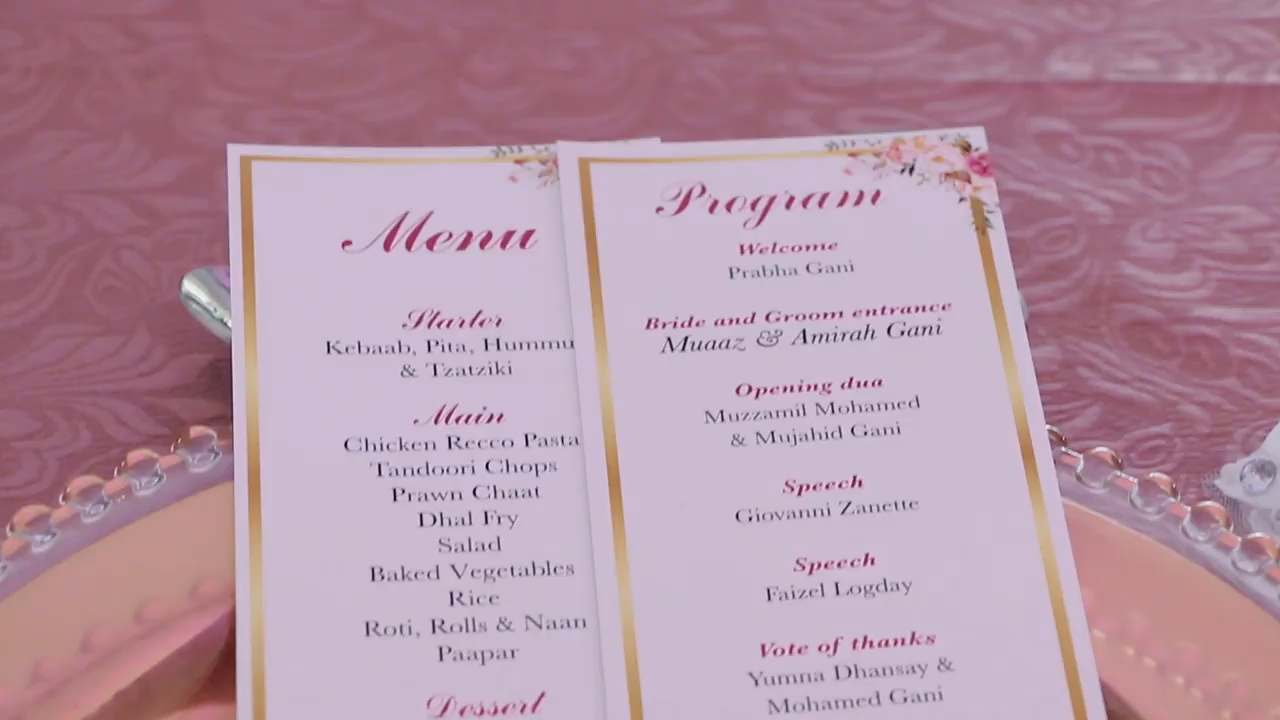 Menu
Starter
Kebaab, Pita, Hummu
& Tzatziki
Main
Chicken Recco Pasta
Tandoori Chops
Prawn Chaat
Dhal Fry
Salad
Baked Vegetables
Rice
Roti, Rolls & Naan
Paapar
Dessert
Program
Welcome
Prabha Gani
Bride and Groom entrance
Muaaz & Amirah Gani
Opening dua
Muzzamil Mohamed
& Mujahid Gani
Speech
Giovanni Zanette
Speech
Faizel Logday
Vote of thanks
Yumna Dhansay &
Mohamed Gani